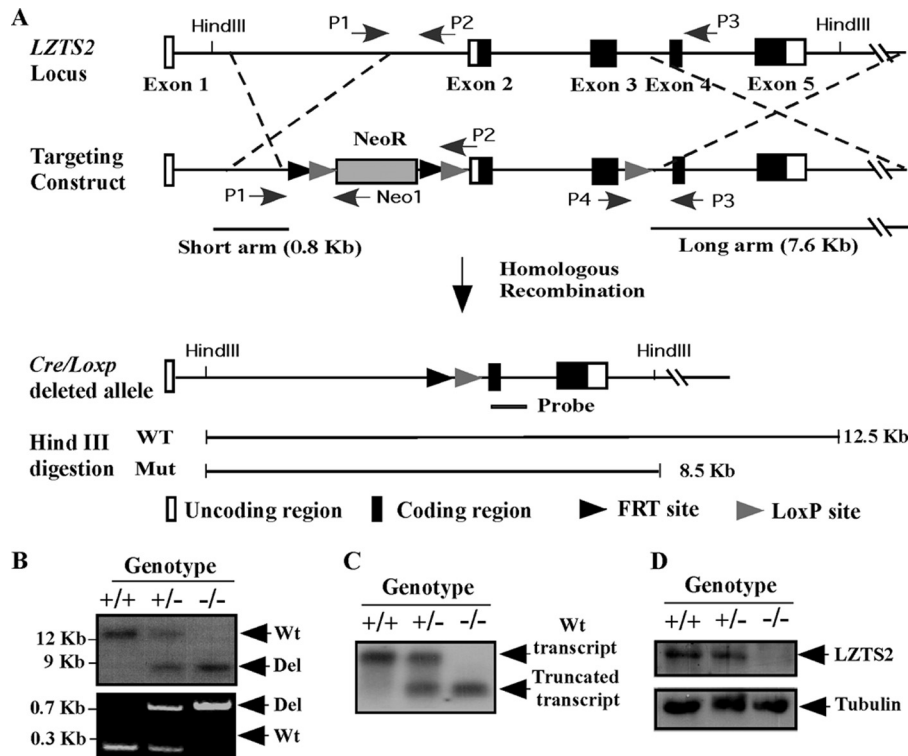 A
HindIII
P1
P2
P3
HindIII
LZTS2
Locus
Exon 1
Exon 2
Exon 3
Exon 4
Exon 5
NeoR
P2
Targeting
Construct
P1
Neo1
P4
P3
Short arm (0.8 Kb)
Long arm (7.6 Kb)
Homologous
Recombination
Cre/Loxp
deleted allele
HindIII
HindIII
Probe
Hind III
digestion
WT
12.5 Kb
Mut
8.5 Kb
Uncoding region
Coding region
FRT site
LoxP site
B
Genotype
+/+ +/- -/-
12 Kb
Wt
9 Kb
Del
0.7 Kb
Del
0.3 Kb
Wt
C
Genotype
+/+ +/- -/-
Wt
transcript
Truncated
transcript
D
Genotype
+/+ +/- -/-
LZTS2
Tubulin